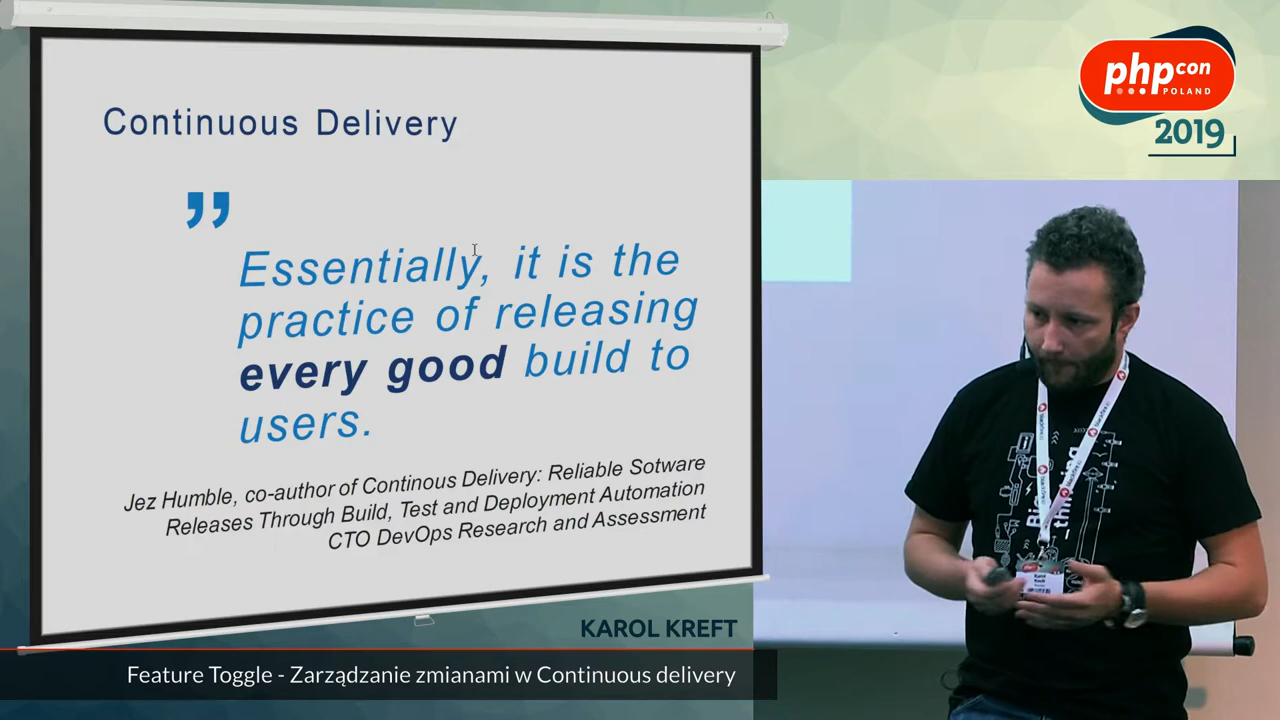 Continuous Delivery
”
Essentially, it is the
practice of releasing
every good build to
users.
Jez Humble, co-author of Continous Delivery: Reliable Sotware
Releases Through Build, Test and Deployment Automation
CTO DevOps Research and Assessment
php con
POLAND
2019
KAROL KREFT
Feature Toggle - Zarządzanie zmianami w Continuous delivery